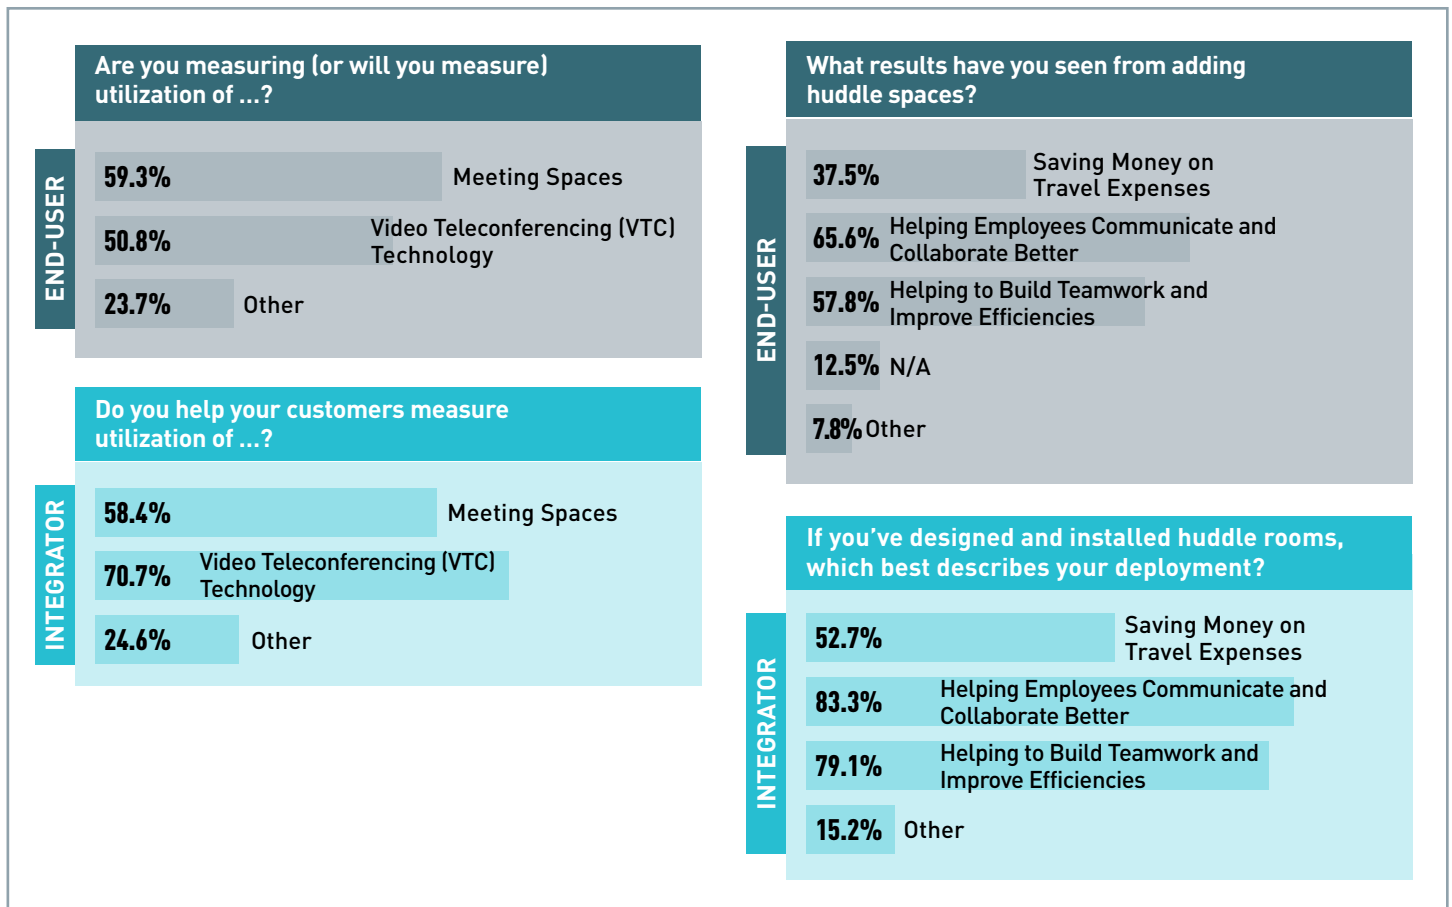 Are you measuring (or will you measure)
utilization of ...?
END-USER
59.3%
Meeting Spaces
50.8%
Video Teleconferencing (VTC)
Technology
23.7%
Other
Do you help your customers measure
utilization of ...?
INTEGRATOR
58.4%
Meeting Spaces
70.7%
Video Teleconferencing (VTC)
Technology
24.6%
Other
What results have you seen from adding
huddle spaces?
END-USER
37.5%
Saving Money on
Travel Expenses
65.6%
Helping Employees Communicate and
Collaborate Better
57.8%
Helping to Build Teamwork and
Improve Efficiencies
12.5%
N/A
7.8%
Other
If you've designed and installed huddle rooms,
which best describes your deployment?
INTEGRATOR
52.7%
Saving Money on
Travel Expenses
83.3%
Helping Employees Communicate and
Collaborate Better
79.1%
Helping to Build Teamwork and
Improve Efficiencies
15.2%
Other